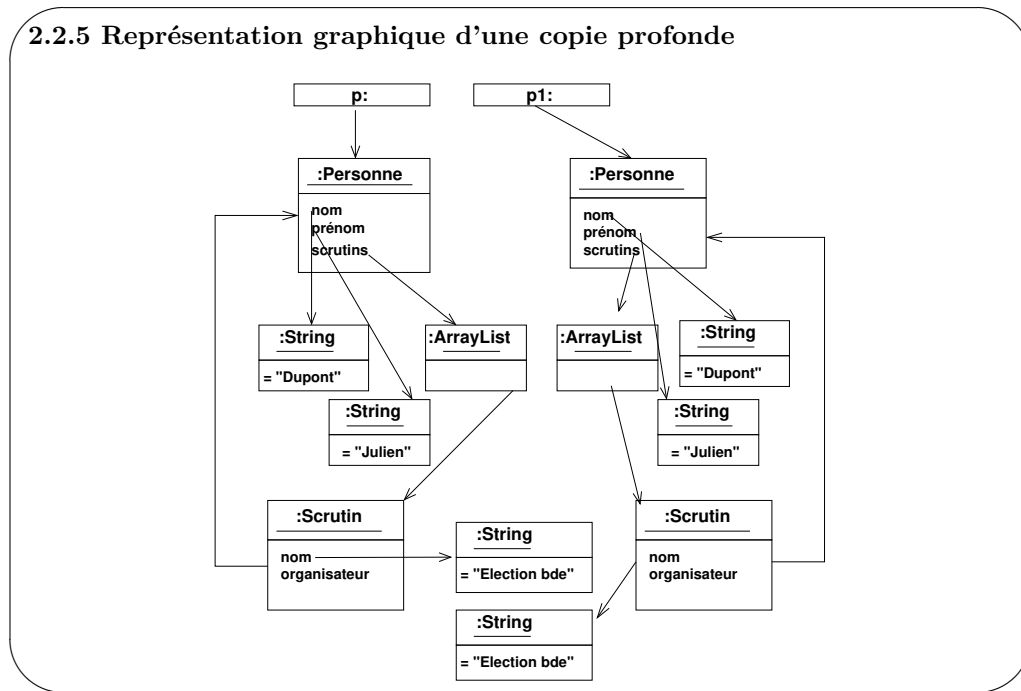 2.2.5 Représentation graphique d'une copie profonde
p:
p1:
:Personne
nom
prénom
scrutins
:Personne
nom
prénom
scrutins
:String
= "Dupont"
:ArrayList
:ArrayList
:String
= "Dupont"
:String
= "Julien"
:String
= "Julien"
:Scrutin
nom
organisateur
:String
= "Election bde"
:Scrutin
nom
organisateur
:String
= "Election bde"